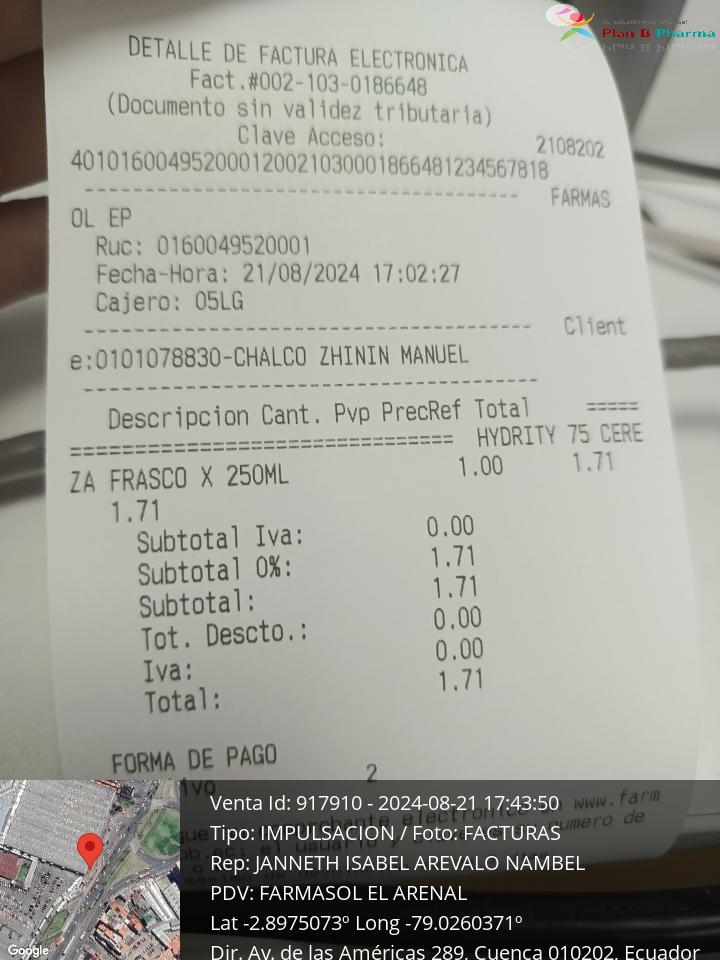 Plan B Pharma
DETALLE DE FACTURA ELECTRONICA
Fact.#002-103-0186648
(Documento sin validez tributaria)
Clave Acceso: 2108202
401016004952000120021030001866481234567818
---------------------------------------- FARMAS
OL EP
Ruc: 0160049520001
Fecha-Hora: 21/08/2024 17:02:27
Cajero: 05LG
---------------------------------------- Client
e:0101078830-CHALCO ZHININ MANUEL
----------------------------------------
Descripcion Cant. Pvp PrecRef Total =====
================================ HYDRITY 75 CERE
ZA FRASCO X 250ML 1.00 1.71
1.71
Subtotal Iva: 0.00
Subtotal 0%: 1.71
Subtotal: 1.71
Tot. Descto.: 0.00
Iva: 0.00
Total: 1.71
FORMA DE PAGO
2
www.farm
Venta Id: 917910 - 2024-08-21 17:43:50
Tipo: IMPULSACION / Foto: FACTURAS
Rep: JANNETH ISABEL AREVALO NAMBEL
PDV: FARMASOL EL ARENAL
Lat -2.8975073º Long -79.0260371º
Dir. Av. de las Américas 289, Cuenca 010202, Ecuador
Google